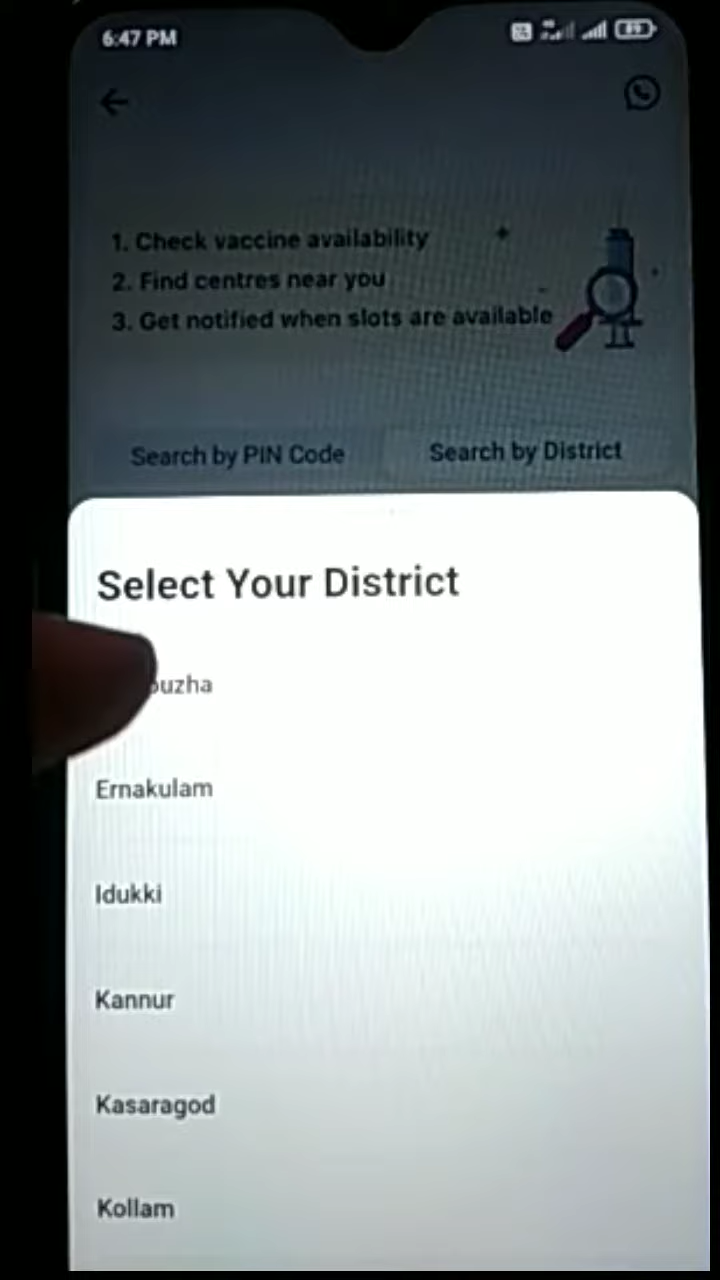 6:47 PM
1. Check vaccine availability
2. Find centres near you
3. Get notified when slots are available
Search by PIN Code
Search by District
Select Your District
uzha
Ernakulam
Idukki
Kannur
Kasaragod
Kollam